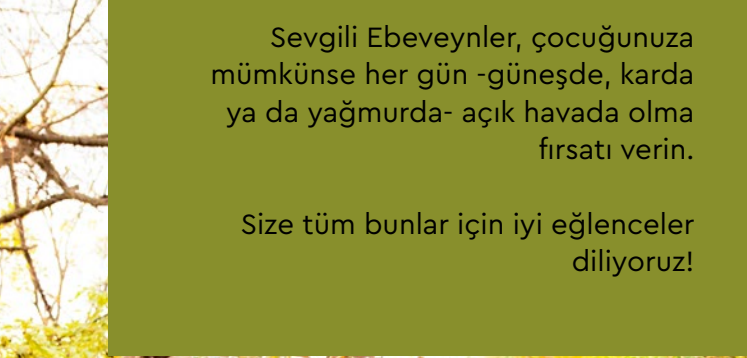 Sevgili Ebeveynler, çocuğunuza
mümkünse her gün -güneşde, karda
ya da yağmurda- açık havada olma
fırsatı verin.
Size tüm bunlar için iyi eğlenceler
diliyoruz!